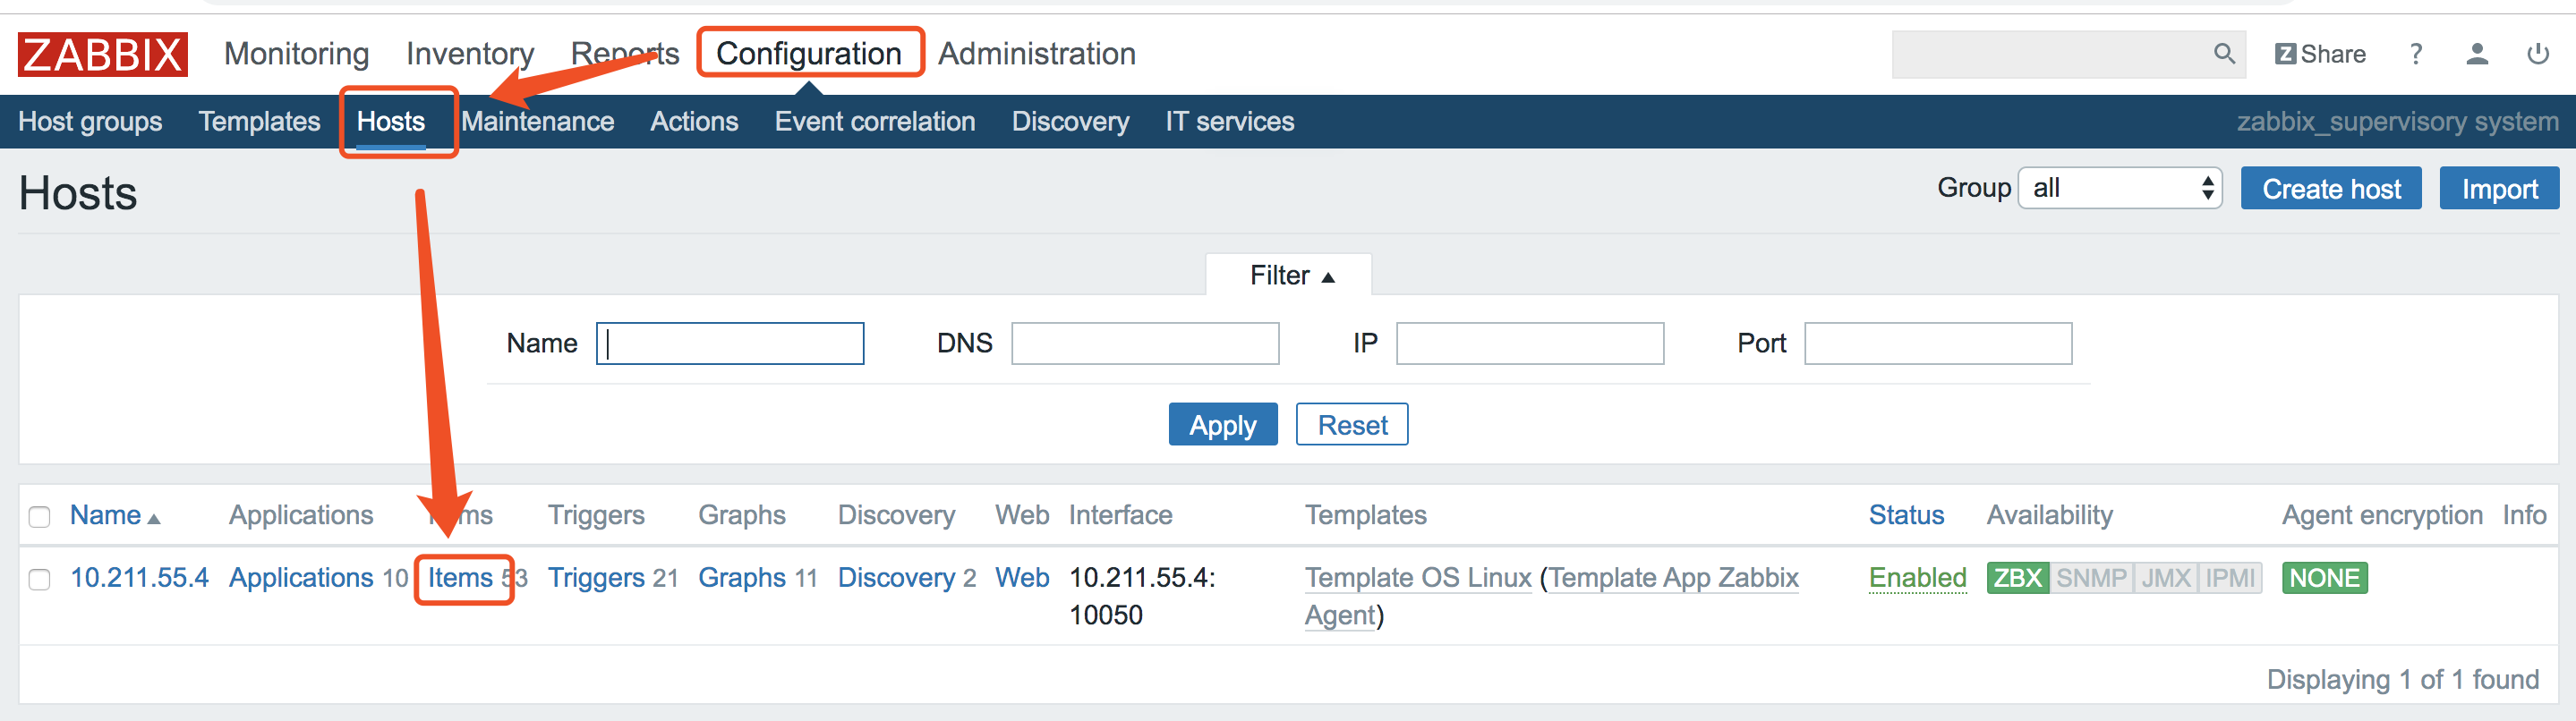 ZABBIX Monitoring Inventory Reports Configuration Administration Z Share ?
Host groups Templates Hosts Maintenance Actions Event correlation Discovery IT services zabbix_supervisory system
Hosts Group all Create host Import
Filter ▲
Name DNS IP Port
Apply Reset
Name ▲ Applications Items Triggers Graphs Discovery Web Interface Templates Status Availability Agent encryption Info
10.211.55.4 Applications 10 Items 53 Triggers 21 Graphs 11 Discovery 2 Web 10.211.55.4: Template OS Linux (Template App Zabbix Enabled ZBX SNMP JMX IPMI NONE
10050 Agent)
Displaying 1 of 1 found